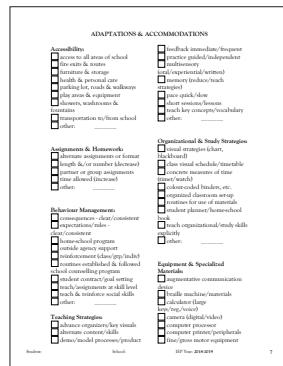 ADAPTATIONS & ACCOMMODATIONS
Accessibility:
access to all areas of school
fire exits & routes
furniture & storage
health & personal care
parking lot, roads & walkways
play areas & equipment
showers, washrooms &
fountains
transportation to/from school
other: ________
Assignments & Homework:
alternate assignments or format
length &/or number (decrease)
partner or group assignments
time allowed (increase)
other: ________
Behaviour Management:
consequences - clear/consistent
expectations/rules -
clear/consistent
home-school program
outside agency support
reinforcement (class/grp/indiv)
routines established & followed
school counselling program
student contract/goal setting
teach/assignments at skill level
teach & reinforce social skills
other: ________
Teaching Strategies:
advance organizers/key visuals
alternate content/skills
demo/model processes/product
feedback immediate/frequent
practice guided/independent
multisensory
(oral/experiential/written)
memory (reduce/teach
strategies)
pace quick/slow
short sessions/lessons
teach key concepts/vocabulary
other: ________
Organizational & Study Strategies:
visual strategies (chart,
blackboard)
class visual schedule/timetable
concrete measures of time
(timer/watch)
colour-coded binders, etc.
organized classroom set-up
routines for use of materials
student planner/home-school
book
teach organizational/study skills
explicitly
other: ________
Equipment & Specialized
Materials:
augmentative communication
device
braille machine/materials
calculator (large
keys/reg./voice)
camera (digital/video)
computer processor
computer printer/peripherals
fine/gross motor equipment
Student: School: IEP Year: 2018-2019 7